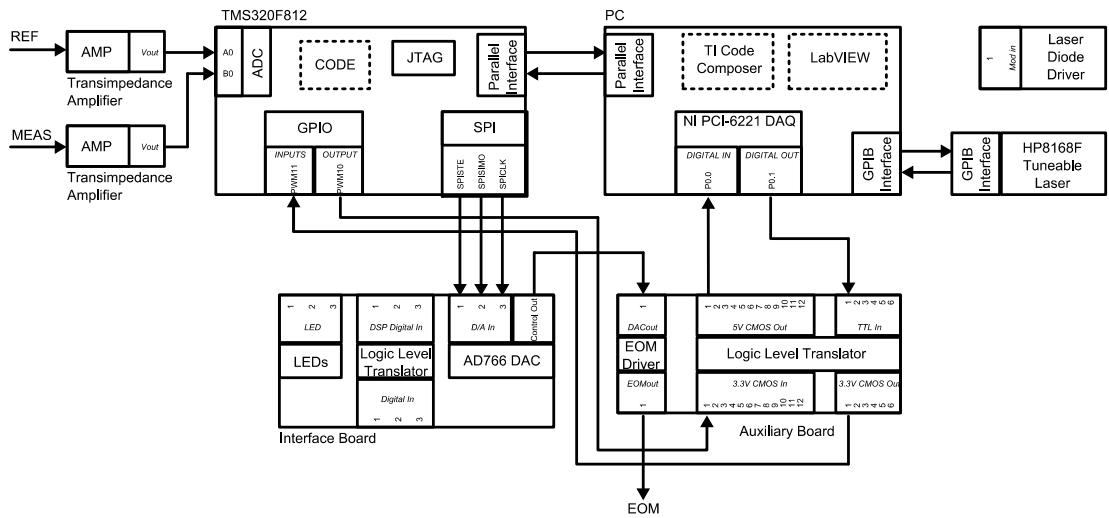 TMS320F812
PC
REF
AMP
Vout
Transimpedance
Amplifier
MEAS
AMP
Vout
Transimpedance
Amplifier
A0
B0
ADC
CODE
JTAG
Parallel
Interface
GPIO
INPUTS
OUTPUT
PWM11
PWM10
SPI
SPISTE
SPISIMO
SPICLK
Parallel
Interface
TI Code
Composer
LabVIEW
NI PCI-6221 DAQ
DIGITAL IN
DIGITAL OUT
P0.0
P0.1
GPIB
Interface
1
Mod in
Laser
Diode
Driver
GPIB
Interface
HP8168F
Tuneable
Laser
1 2 3
LED
LEDs
1 2 3
DSP Digital In
Logic Level
Translator
Digital In
1 2 3
1 2 3
D/A In
Control Out
AD766 DAC
Interface Board
1
DACout
EOM
Driver
EOMout
1
1 2 3 4 5 6 7 8 9 10 11 12
5V CMOS Out
1 2 3 4 5 6
TTL In
Logic Level Translator
3.3V CMOS In
1 2 3 4 5 6 7 8 9 10 11 12
3.3V CMOS Out
1 2 3 4 5 6
Auxiliary Board
EOM